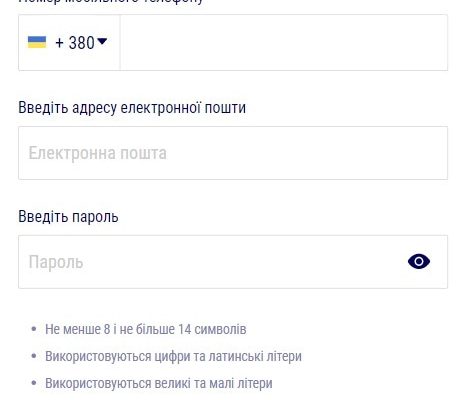 Номер мобільного телефону
+ 380
Введіть адресу електронної пошти
Електронна пошта
Введіть пароль
Пароль
Не менше 8 і не більше 14 символів
Використовуються цифри та латинські літери
Використовуються великі та малі літери